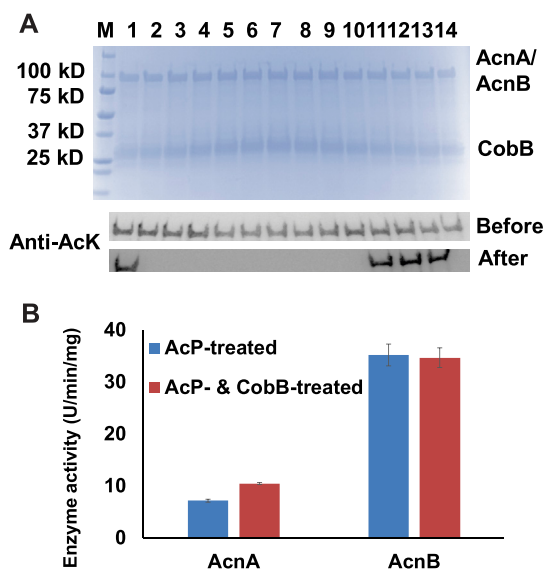 A
M 1 2 3 4 5 6 7 8 9 10 11 12 13 14
100 kD
75 kD
37 kD
25 kD
AcnA/
AcnB
CobB
Anti-AcK
Before
After
B
Enzyme activity (U/min/mg)
40
30
20
10
0
AcP-treated
AcP- & CobB-treated
AcnA
AcnB